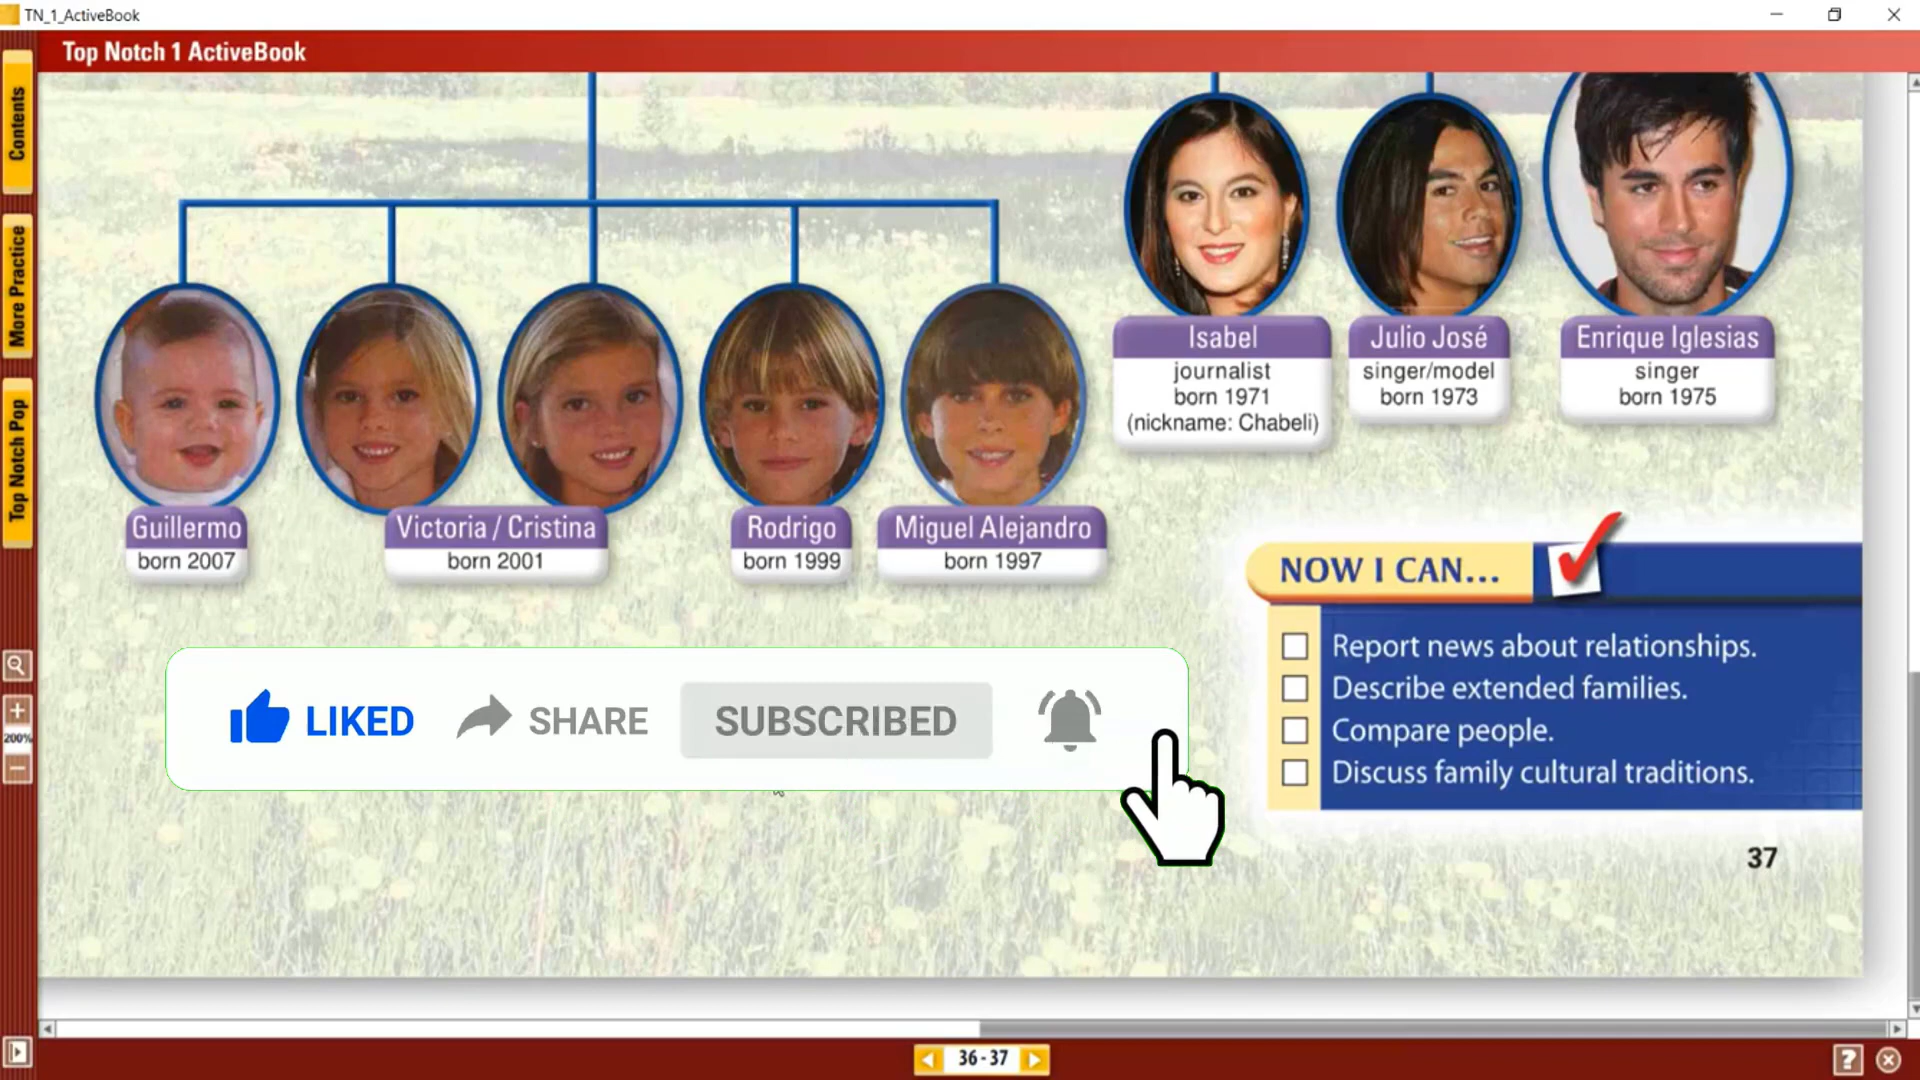 TN_1_ActiveBook
Top Notch 1 ActiveBook
Contents
More Practice
Top Notch Pop
200%
Isabel
journalist
born 1971
(nickname: Chabeli)
Julio José
singer/model
born 1973
Enrique Iglesias
singer
born 1975
Guillermo
born 2007
Victoria / Cristina
born 2001
Rodrigo
born 1999
Miguel Alejandro
born 1997
NOW I CAN...
Report news about relationships.
Describe extended families.
Compare people.
Discuss family cultural traditions.
LIKED
SHARE
SUBSCRIBED
37
36-37
?